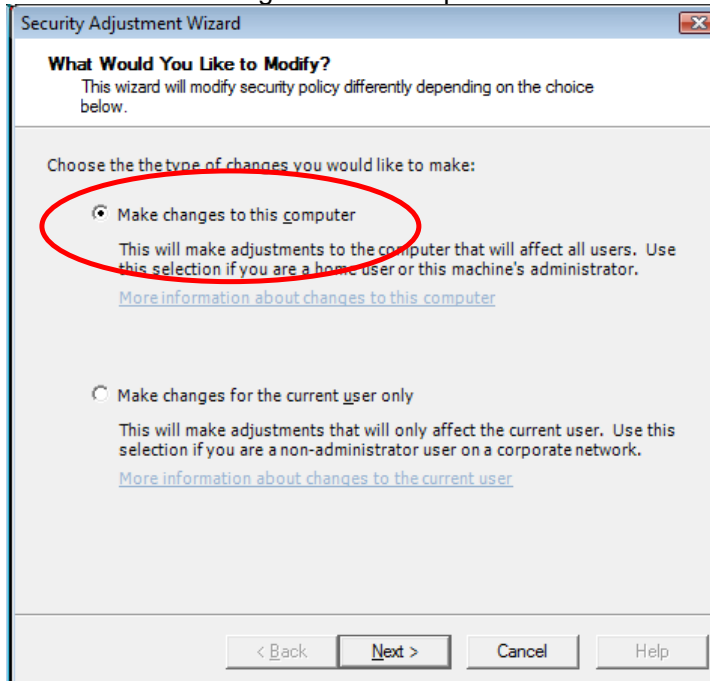 Security Adjustment Wizard
What Would You Like to Modify?
This wizard will modify security policy differently depending on the choice
below.
Choose the the type of changes you would like to make:
Make changes to this computer
This will make adjustments to the computer that will affect all users. Use
this selection if you are a home user or this machine's administrator.
More information about changes to this computer
Make changes for the current user only
This will make adjustments that will only affect the current user. Use this
selection if you are a non-administrator user on a corporate network.
More information about changes to the current user
< Back Next > Cancel Help